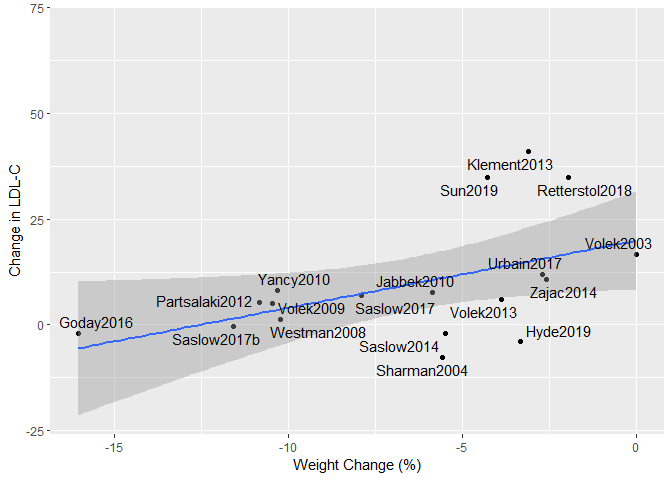 75
50
25
0
-25
Change in LDL-C
Klement2013
Sun2019
Retterstol2018
Volek2003
Urbain2017
Yancy2010
Jabbek2010
Zajac2014
Partsalaki2012
Volek2009
Saslow2017
Volek2013
Goday2016
Westman2008
Hyde2019
Saslow2017b
Saslow2014
Sharman2004
-15
-10
-5
0
Weight Change (%)